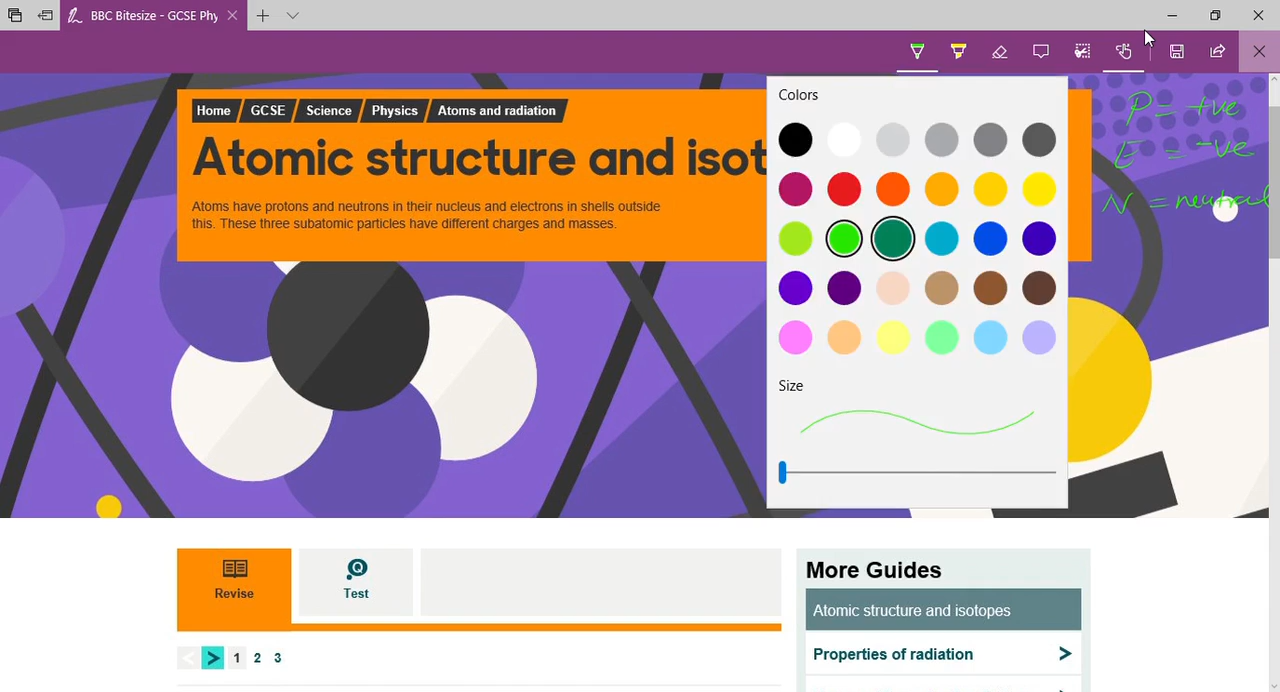 BBC Bitesize - GCSE Phy
Colors
Home GCSE Science Physics Atoms and radiation
P = +ve
Atomic structure and isot
E = -ve
Atoms have protons and neutrons in their nucleus and electrons in shells outside
this. These three subatomic particles have different charges and masses.
N = neutral
Size
Revise
Test
More Guides
Atomic structure and isotopes
< > 1 2 3
Properties of radiation >